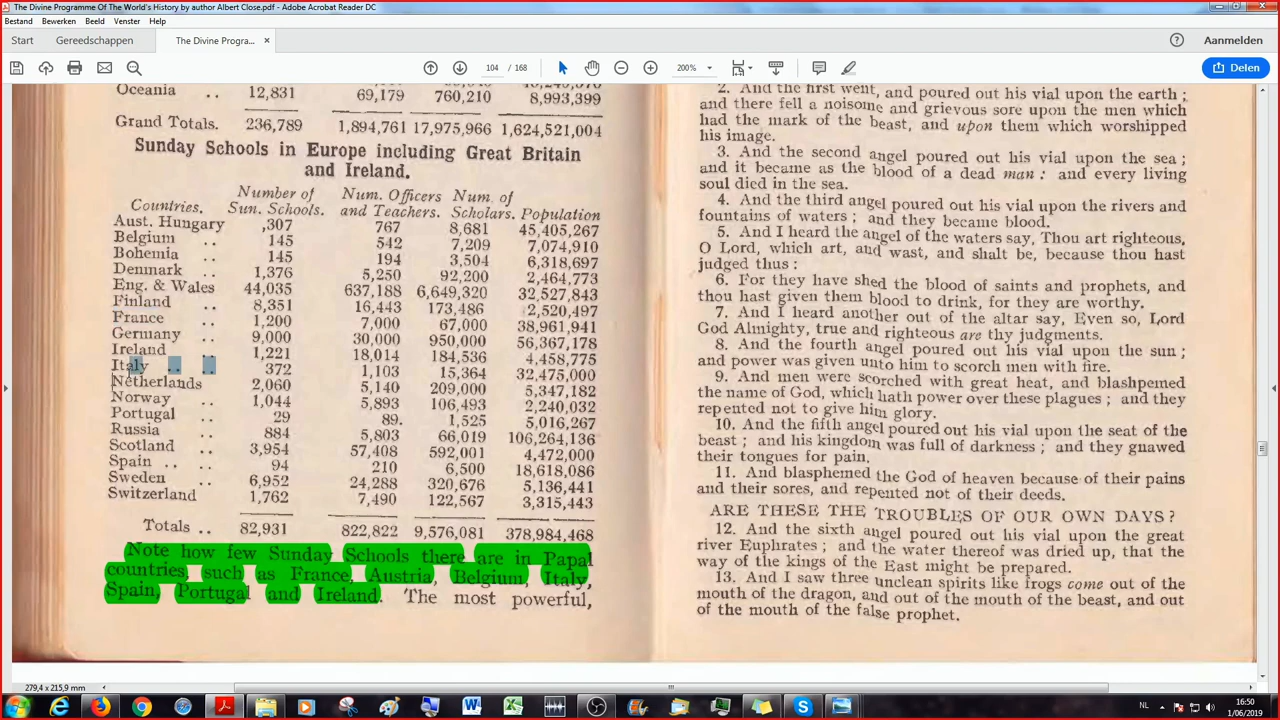 The Divine Programme Of The World's History by author Albert Close.pdf - Adobe Acrobat Reader DC
Bestand Bewerken Beeld Venster Help
Start Gereedschappen The Divine Progra... × Aanmelden
104 / 168 200% Delen
Oceania .. 12,831 69,179 760,210 8,993,399
Grand Totals. 236,789 1,894,761 17,975,966 1,624,521,004
Sunday Schools in Europe including Great Britain
and Ireland.
Number of Num. Officers Num. of
Countries. Sun. Schools. and Teachers. Scholars. Population
Aust. Hungary ,307 767 8,681 45,405,267
Belgium .. 145 542 7,209 7,074,910
Bohemia .. 145 194 3,504 6,318,697
Denmark .. 1,376 5,250 92,200 2,464,773
Eng. & Wales 44,035 637,188 6,649,320 32,527,843
Finland .. 8,351 16,443 173,486 2,520,497
France .. 1,200 7,000 67,000 38,961,941
Germany .. 9,000 30,000 950,000 56,367,178
Ireland .. 1,221 18,014 184,536 4,458,775
Italy .. .. 372 1,103 15,364 32,475,000
Netherlands 2,060 5,140 209,000 5,347,182
Norway .. 1,044 5,893 106,493 2,240,032
Portugal .. 29 89. 1,525 5,016,267
Russia .. 884 5,803 66,019 106,264,136
Scotland .. 3,954 57,408 592,001 4,472,000
Spain .. .. 94 210 6,500 18,618,086
Sweden .. 6,952 24,288 320,676 5,136,441
Switzerland 1,762 7,490 122,567 3,315,443
Totals .. 82,931 822,822 9,576,081 378,984,468
Note how few Sunday Schools there are in Papal
countries, such as France, Austria, Belgium, Italy,
Spain, Portugal and Ireland. The most powerful,
2. And the first went, and poured out his vial upon the earth ;
and there fell a noisome and grievous sore upon the men which
had the mark of the beast, and upon them which worshipped
his image.
3. And the second angel poured out his vial upon the sea ;
and it became as the blood of a dead man : and every living
soul died in the sea.
4. And the third angel poured out his vial upon the rivers and
fountains of waters ; and they became blood.
5. And I heard the angel of the waters say, Thou art righteous,
O Lord, which art, and wast, and shalt be, because thou hast
judged thus :
6. For they have shed the blood of saints and prophets, and
thou hast given them blood to drink, for they are worthy.
7. And I heard another out of the altar say, Even so, Lord
God Almighty, true and righteous are thy judgments.
8. And the fourth angel poured out his vial upon the sun ;
and power was given unto him to scorch men with fire.
9. And men were scorched with great heat, and blasphemed
the name of God, which hath power over these plagues ; and they
repented not to give him glory.
10. And the fifth angel poured out his vial upon the seat of the
beast ; and his kingdom was full of darkness ; and they gnawed
their tongues for pain,
11. And blasphemed the God of heaven because of their pains
and their sores, and repented not of their deeds.
ARE THESE THE TROUBLES OF OUR OWN DAYS ?
12. And the sixth angel poured out his vial upon the great
river Euphrates ; and the water thereof was dried up, that the
way of the kings of the East might be prepared.
13. And I saw three unclean spirits like frogs come out of the
mouth of the dragon, and out of the mouth of the beast, and out
of the mouth of the false prophet.
279,4 x 215,9 mm
NL 16:50
1/06/2019